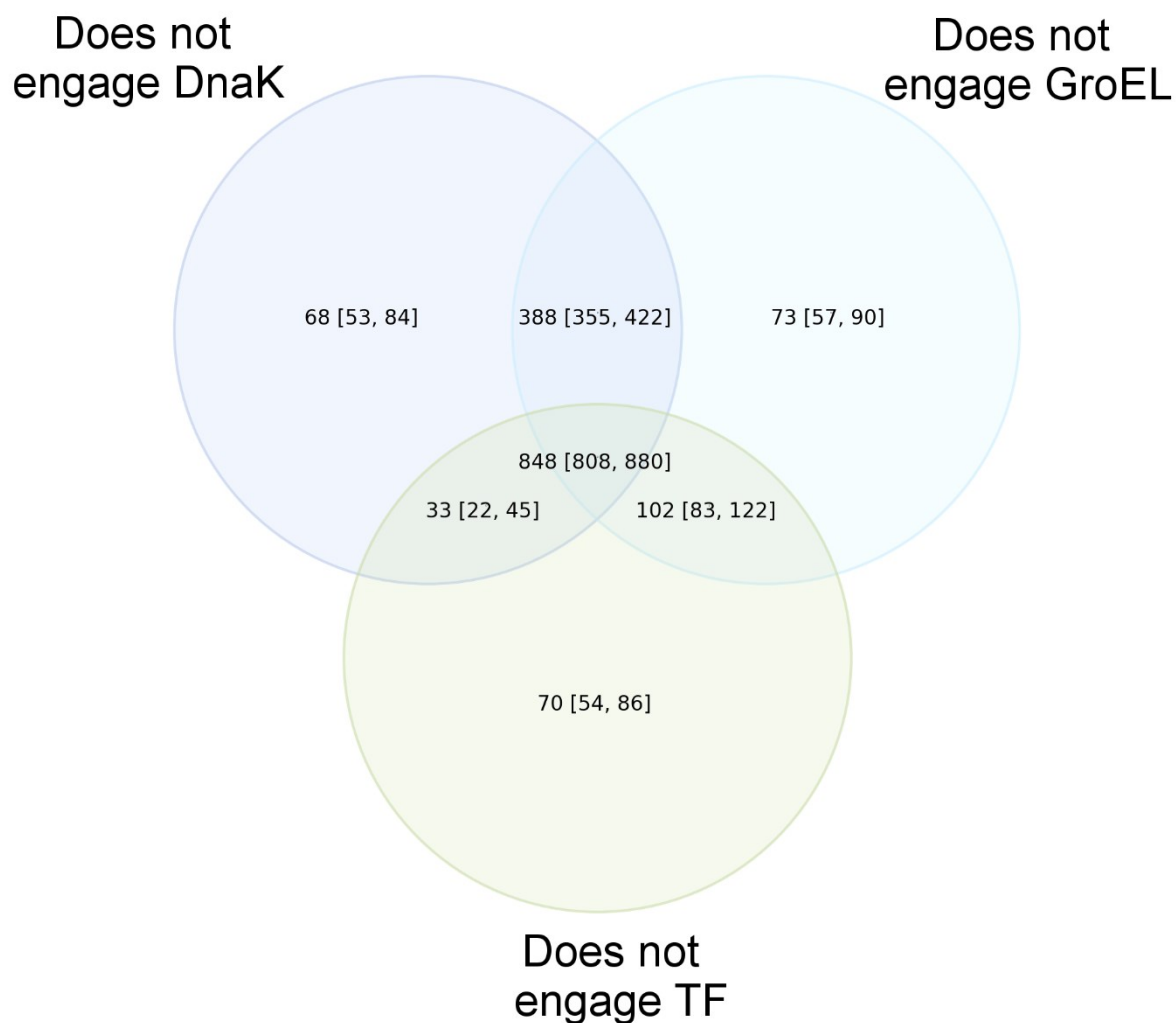 Does not
engage DnaK
Does not
engage GroEL
68 [53, 84]
388 [355, 422]
73 [57, 90]
848 [808, 880]
33 [22, 45]
102 [83, 122]
70 [54, 86]
Does not
engage TF